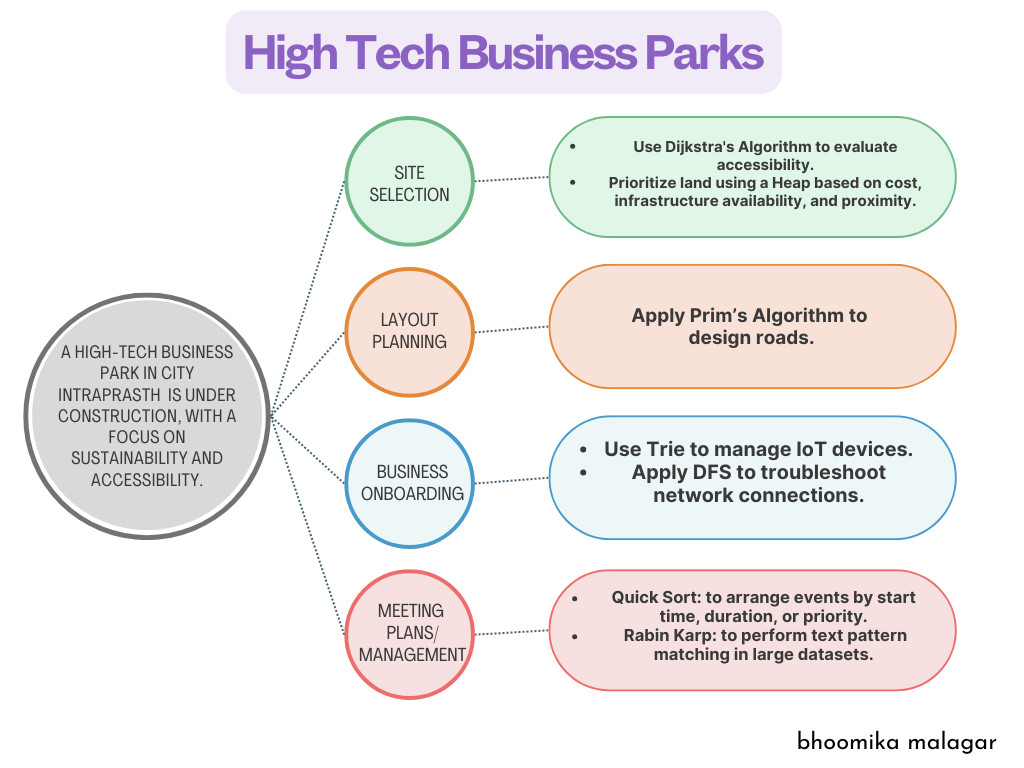 High Tech Business Parks
A HIGH-TECH BUSINESS
PARK IN CITY
INTRAPRASTH IS UNDER
CONSTRUCTION, WITH A
FOCUS ON
SUSTAINABILITY AND
ACCESSIBILITY.
SITE
SELECTION
• Use Dijkstra's Algorithm to evaluate
accessibility.
• Prioritize land using a Heap based on cost,
infrastructure availability, and proximity.
LAYOUT
PLANNING
Apply Prim’s Algorithm to
design roads.
BUSINESS
ONBOARDING
• Use Trie to manage IoT devices.
• Apply DFS to troubleshoot
network connections.
MEETING
PLANS/
MANAGEMENT
• Quick Sort: to arrange events by start
time, duration, or priority.
• Rabin Karp: to perform text pattern
matching in large datasets.
bhoomika malagar